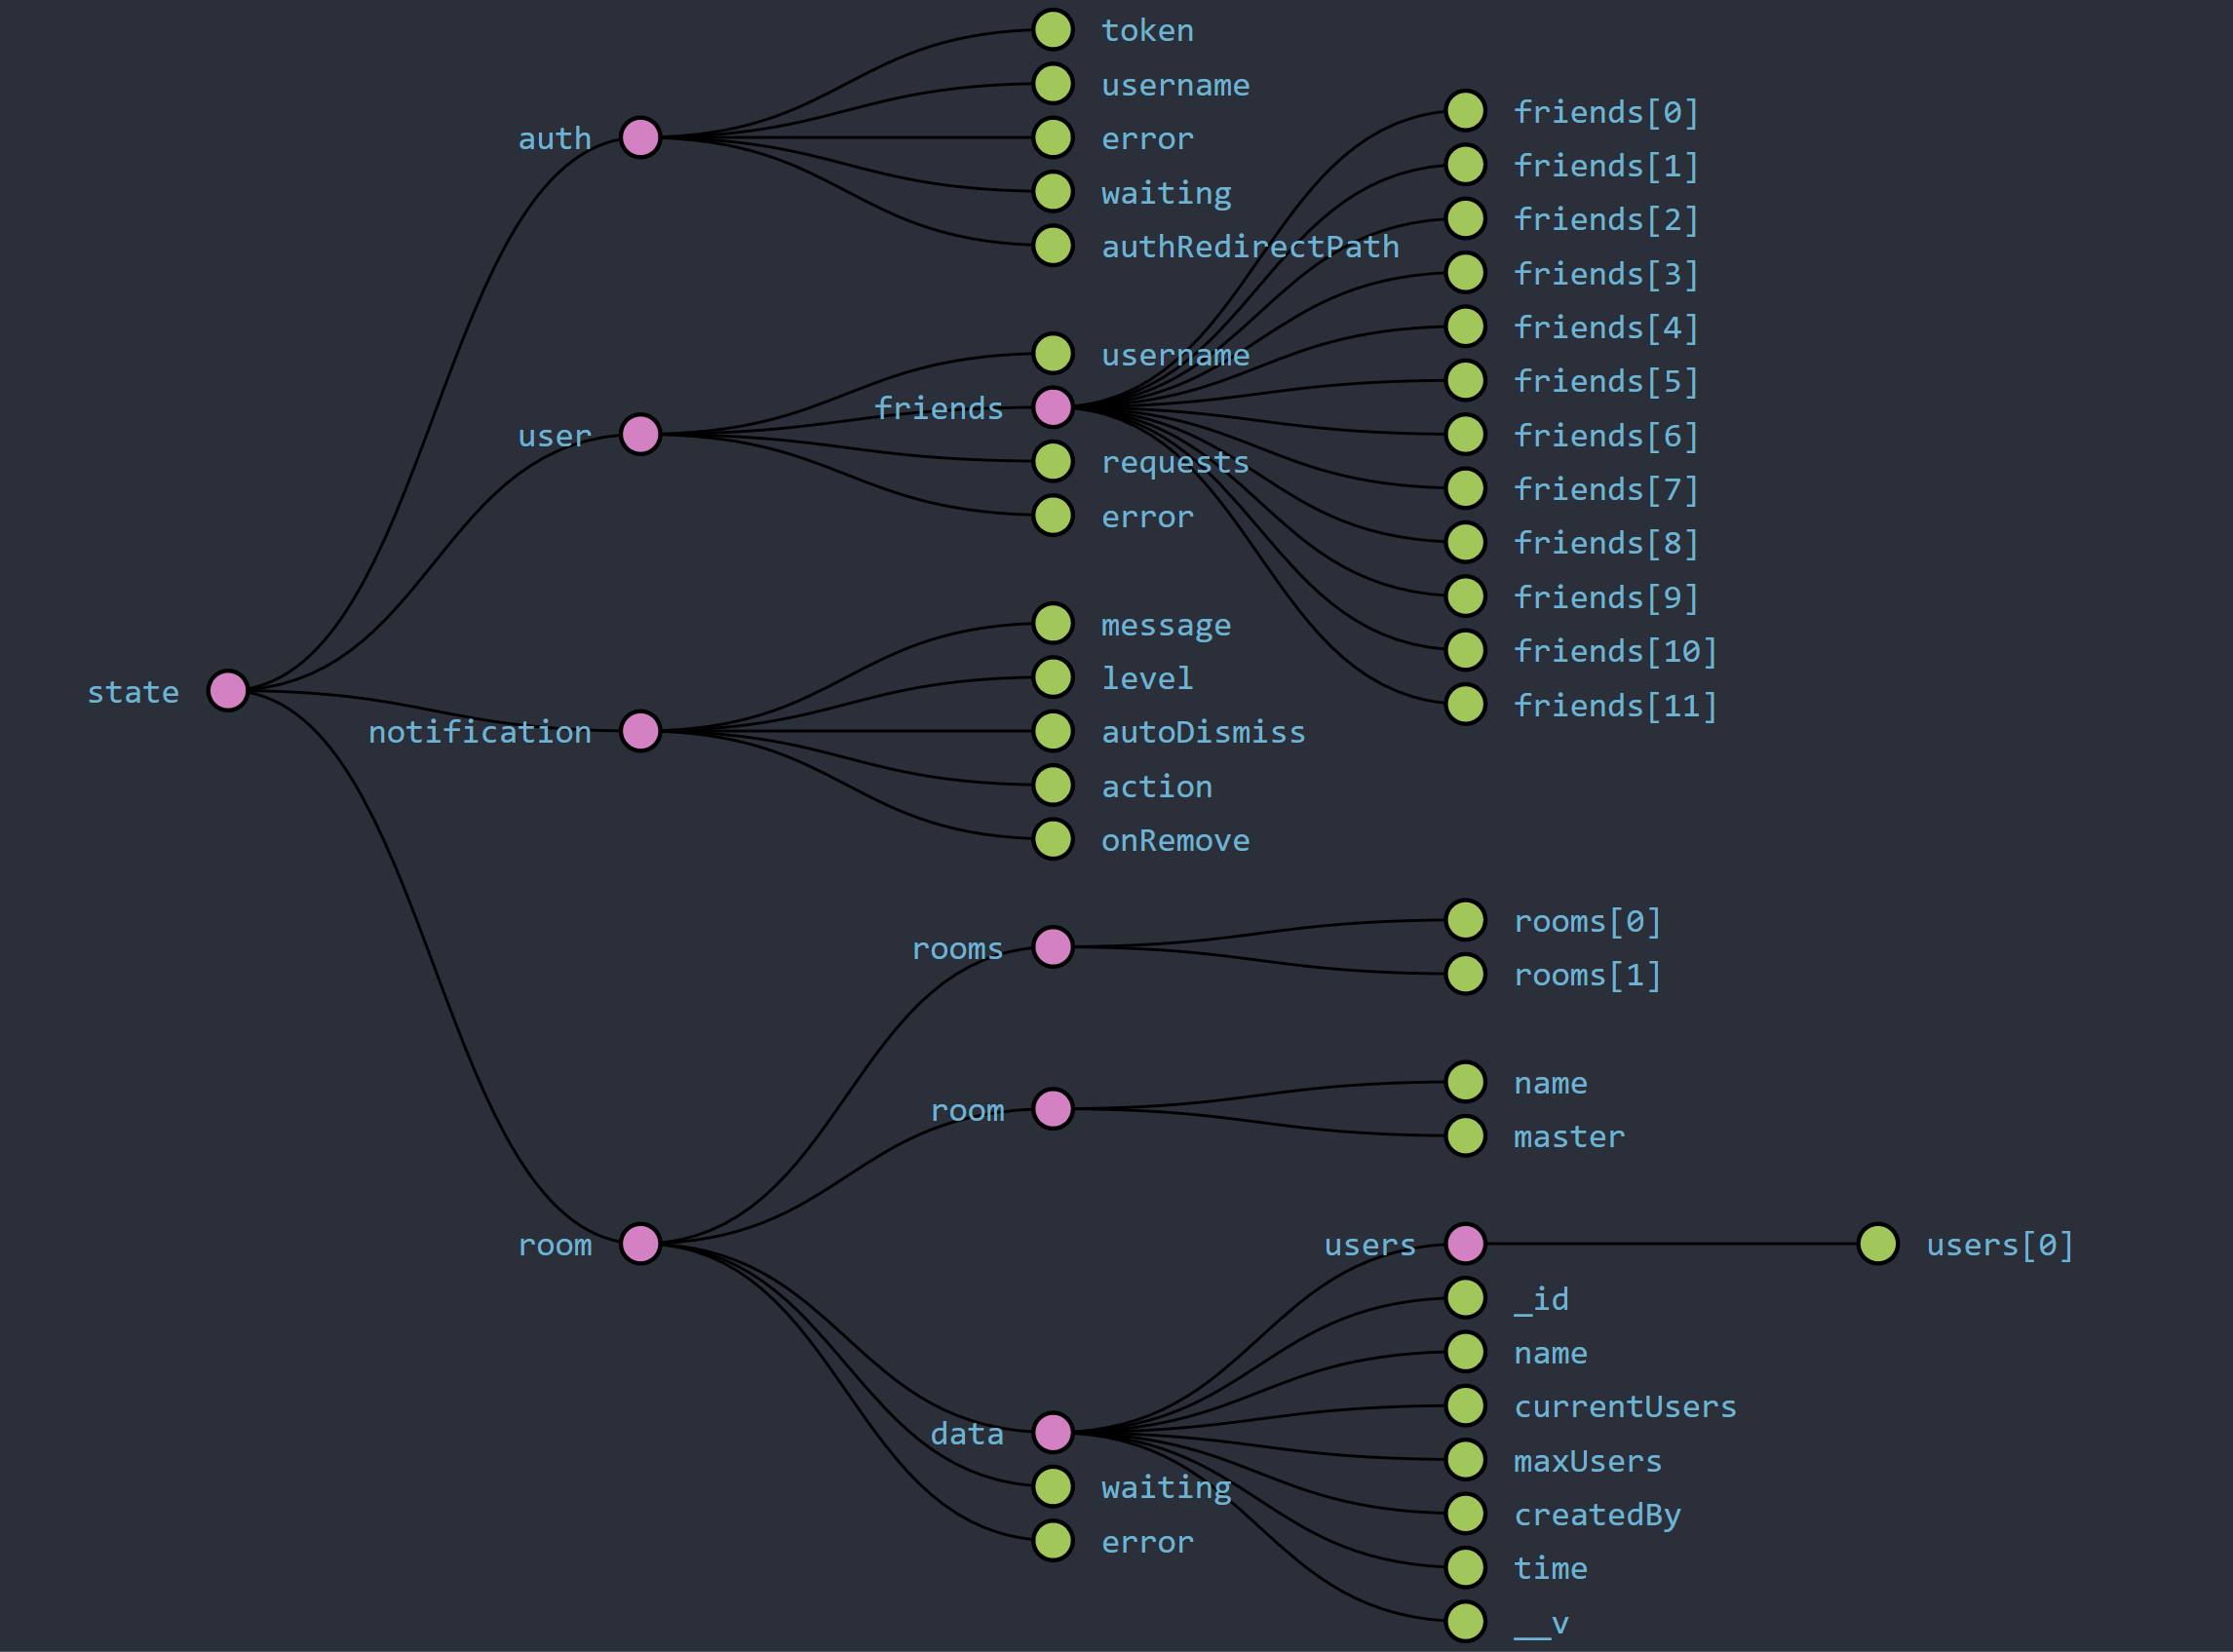 state
auth
token
username
error
waiting
authRedirectPath
user
username
friends
friends[0]
friends[1]
friends[2]
friends[3]
friends[4]
friends[5]
friends[6]
friends[7]
friends[8]
friends[9]
friends[10]
friends[11]
requests
error
notification
message
level
autoDismiss
action
onRemove
room
rooms
rooms[0]
rooms[1]
room
name
master
data
users
users[0]
_id
name
currentUsers
maxUsers
createdBy
time
__v
waiting
error